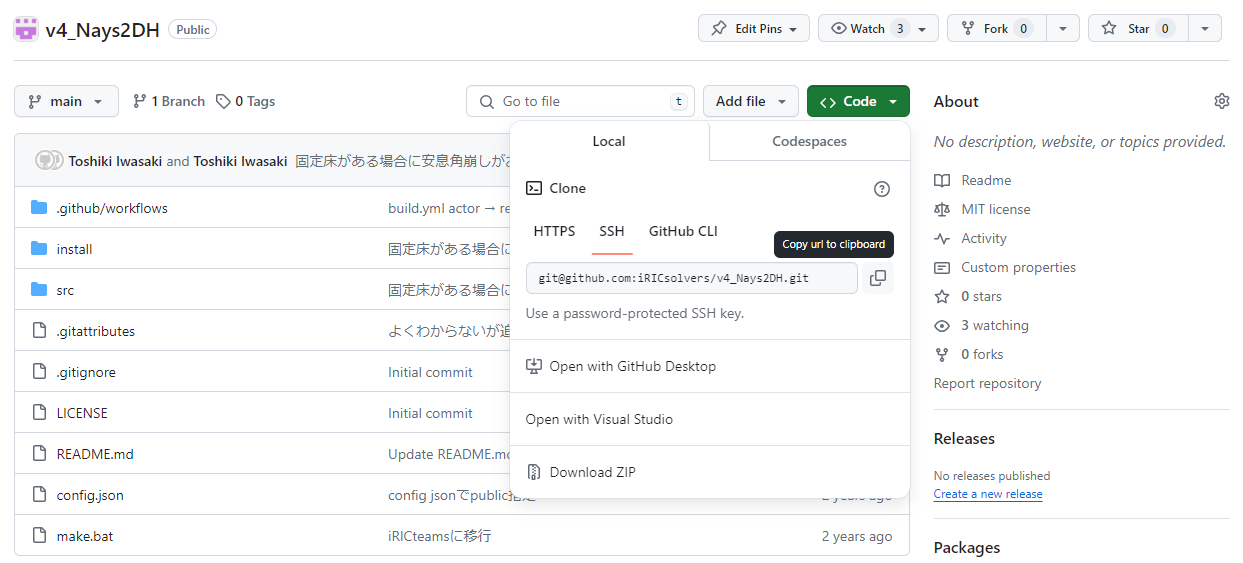 v4_Nays2DH Public
Edit Pins
Watch 3
Fork 0
Star 0
main
1 Branch
0 Tags
Go to file t
Add file
Code
Toshiki Iwasaki and Toshiki Iwasaki 固定床がある場合に安息角崩しが
.github/workflows build.yml actor → re
install 固定床がある場合に
src 固定床がある場合に
.gitattributes よくわからないが追
.gitignore Initial commit
LICENSE Initial commit
README.md Update README.md
config.json config jsonでpublic指定 2 years ago
make.bat iRICteamsに移行 2 years ago
Local
Codespaces
Clone
HTTPS
SSH
GitHub CLI
Copy url to clipboard
git@github.com:iRICsolvers/v4_Nays2DH.git
Use a password-protected SSH key.
Open with GitHub Desktop
Open with Visual Studio
Download ZIP
About
No description, website, or topics provided.
Readme
MIT license
Activity
Custom properties
0 stars
3 watching
0 forks
Report repository
Releases
No releases published
Create a new release
Packages